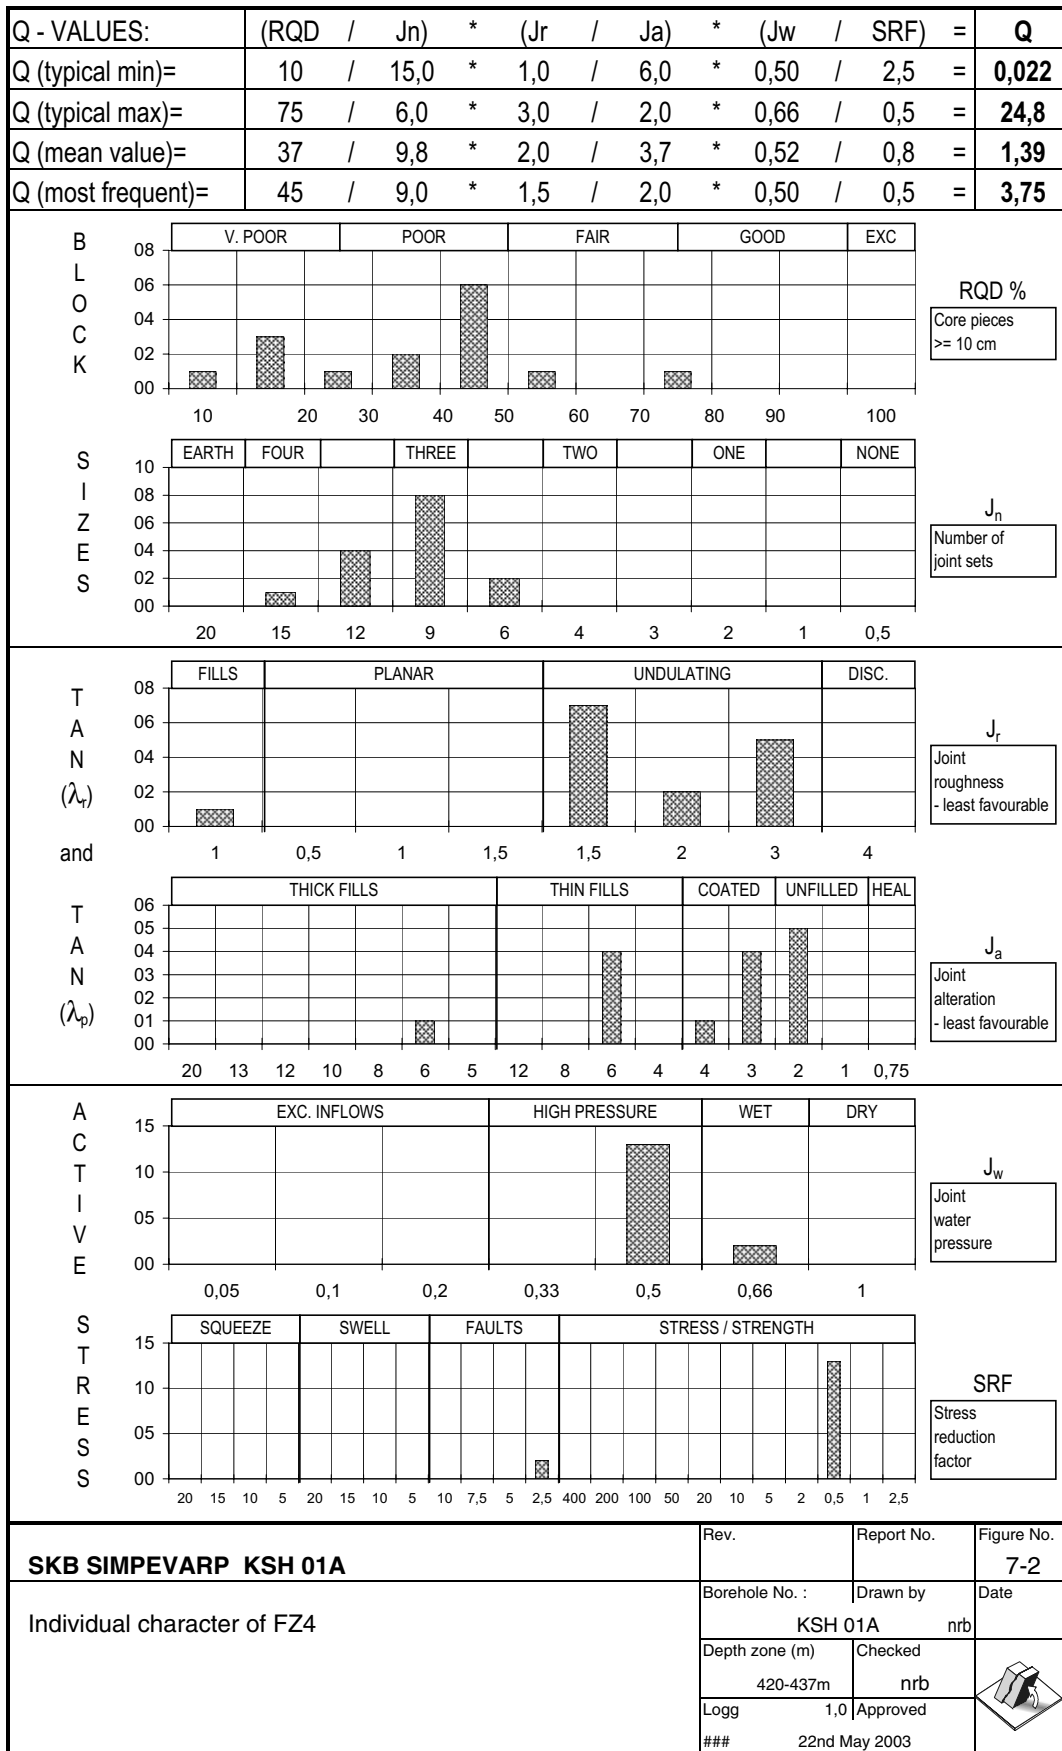 Q - VALUES: (RQD / Jn) * (Jr / Ja) * (Jw / SRF) = Q
Q (typical min)= 10 / 15,0 * 1,0 / 6,0 * 0,50 / 2,5 = 0,022
Q (typical max)= 75 / 6,0 * 3,0 / 2,0 * 0,66 / 0,5 = 24,8
Q (mean value)= 37 / 9,8 * 2,0 / 3,7 * 0,52 / 0,8 = 1,39
Q (most frequent)= 45 / 9,0 * 1,5 / 2,0 * 0,50 / 0,5 = 3,75
BLOCK
V. POOR POOR FAIR GOOD EXC
08
06
04
02
00
10 20 30 40 50 60 70 80 90 100
RQD %
Core pieces
>= 10 cm
SIZES
EARTH FOUR THREE TWO ONE NONE
10
08
06
04
02
00
20 15 12 9 6 4 3 2 1 0,5
Jn
Number of
joint sets
TAN
(λr)
FILLS PLANAR UNDULATING DISC.
08
06
04
02
00
and 1 0,5 1 1,5 1,5 2 3 4
Jr
Joint
roughness
- least favourable
TAN
(λp)
THICK FILLS THIN FILLS COATED UNFILLED HEAL
06
05
04
03
02
01
00
20 13 12 10 8 6 5 12 8 6 4 4 3 2 1 0,75
Ja
Joint
alteration
- least favourable
ACTIVE
EXC. INFLOWS HIGH PRESSURE WET DRY
15
10
05
00
0,05 0,1 0,2 0,33 0,5 0,66 1
Jw
Joint
water
pressure
STRESS
SQUEEZE SWELL FAULTS STRESS / STRENGTH
15
10
05
00
20 15 10 5 20 15 10 5 10 7,5 5 2,5 400 200 100 50 20 10 5 2 0,5 1 2,5
SRF
Stress
reduction
factor
SKB SIMPEVARP KSH 01A
Individual character of FZ4
Rev. Report No. Figure No.
7-2
Borehole No. : Drawn by Date
KSH 01A nrb
Depth zone (m) Checked
420-437m nrb
Logg 1,0 Approved
### 22nd May 2003